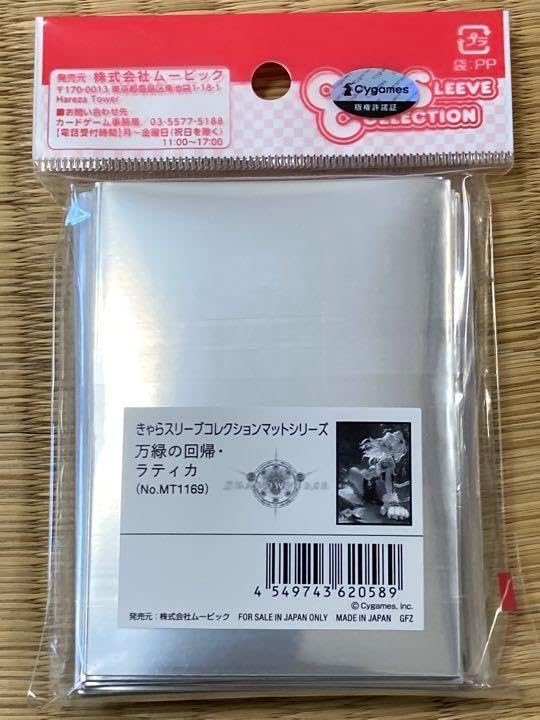 発売元:株式会社ムービック
〒170-0013 東京都豊島区東池袋1-18-1
Hareza Tower
■お問い合わせ先
カードゲーム事務局 / 03-5577-5188
【電話受付時間】月〜金曜日(祝日を除く)
11:00〜17:00
プラ
袋:PP
Cygames
版権許諾証
SLEEVE
COLLECTION
きゃらスリーブコレクションマットシリーズ
万緑の回帰・
ラティカ
(No.MT1169)
4 549743 620589
© Cygames, Inc.
発売元:株式会社ムービック FOR SALE IN JAPAN ONLY MADE IN JAPAN GFZ